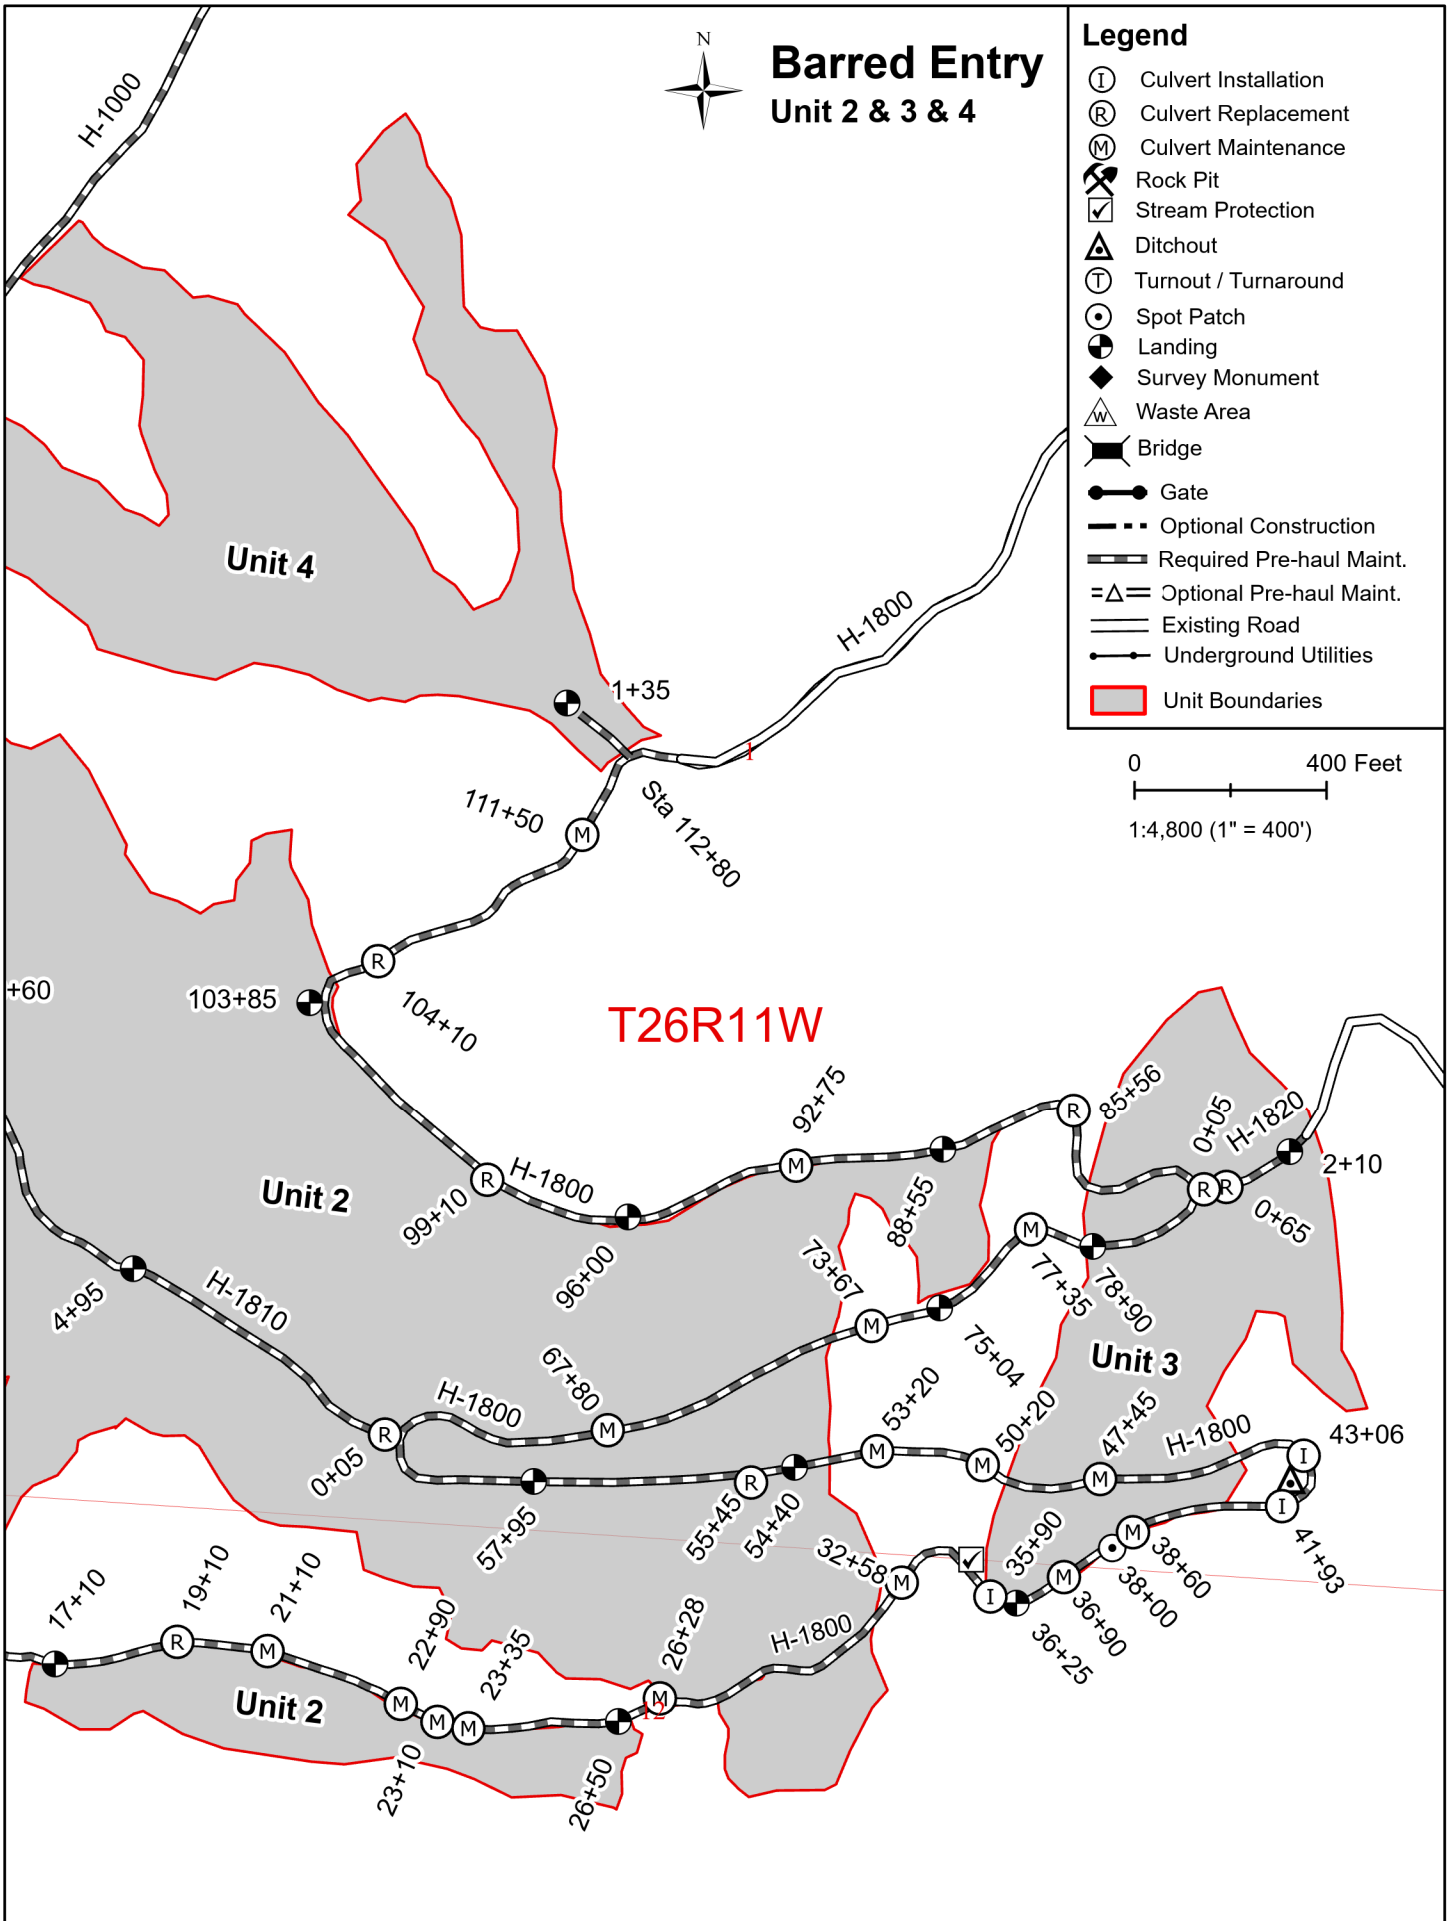 Barred Entry
Unit 2 & 3 & 4
N
Legend
I Culvert Installation
R Culvert Replacement
M Culvert Maintenance
Rock Pit
Stream Protection
Ditchout
T Turnout / Turnaround
Spot Patch
Landing
Survey Monument
W Waste Area
Bridge
Gate
Optional Construction
Required Pre-haul Maint.
Optional Pre-haul Maint.
Existing Road
Underground Utilities
Unit Boundaries
0 400 Feet
1:4,800 (1" = 400')
H-1000
Unit 4
H-1800
1+35
1
111+50
M
Sta 112+80
R
+60
103+85
104+10
T26R11W
92+75
R
85+56
0+05
H-1820
M
2+10
Unit 2
R
H-1800
R R
99+10
88+55
0+65
96+00
73+67
M
77+35
78+90
4+95
H-1810
M
75+04
Unit 3
67+80
H-1800
M
53+20
50+20
47+45
H-1800
43+06
R
0+05
M
M
M
I
R
57+95
55+45
54+40
I
32+58
35+90
M
38+60
41+93
17+10
19+10
21+10
M
I
M
38+00
36+90
36+25
22+90
23+35
26+28
H-1800
R
M
Unit 2
M
M
M
M
12
23+10
26+50